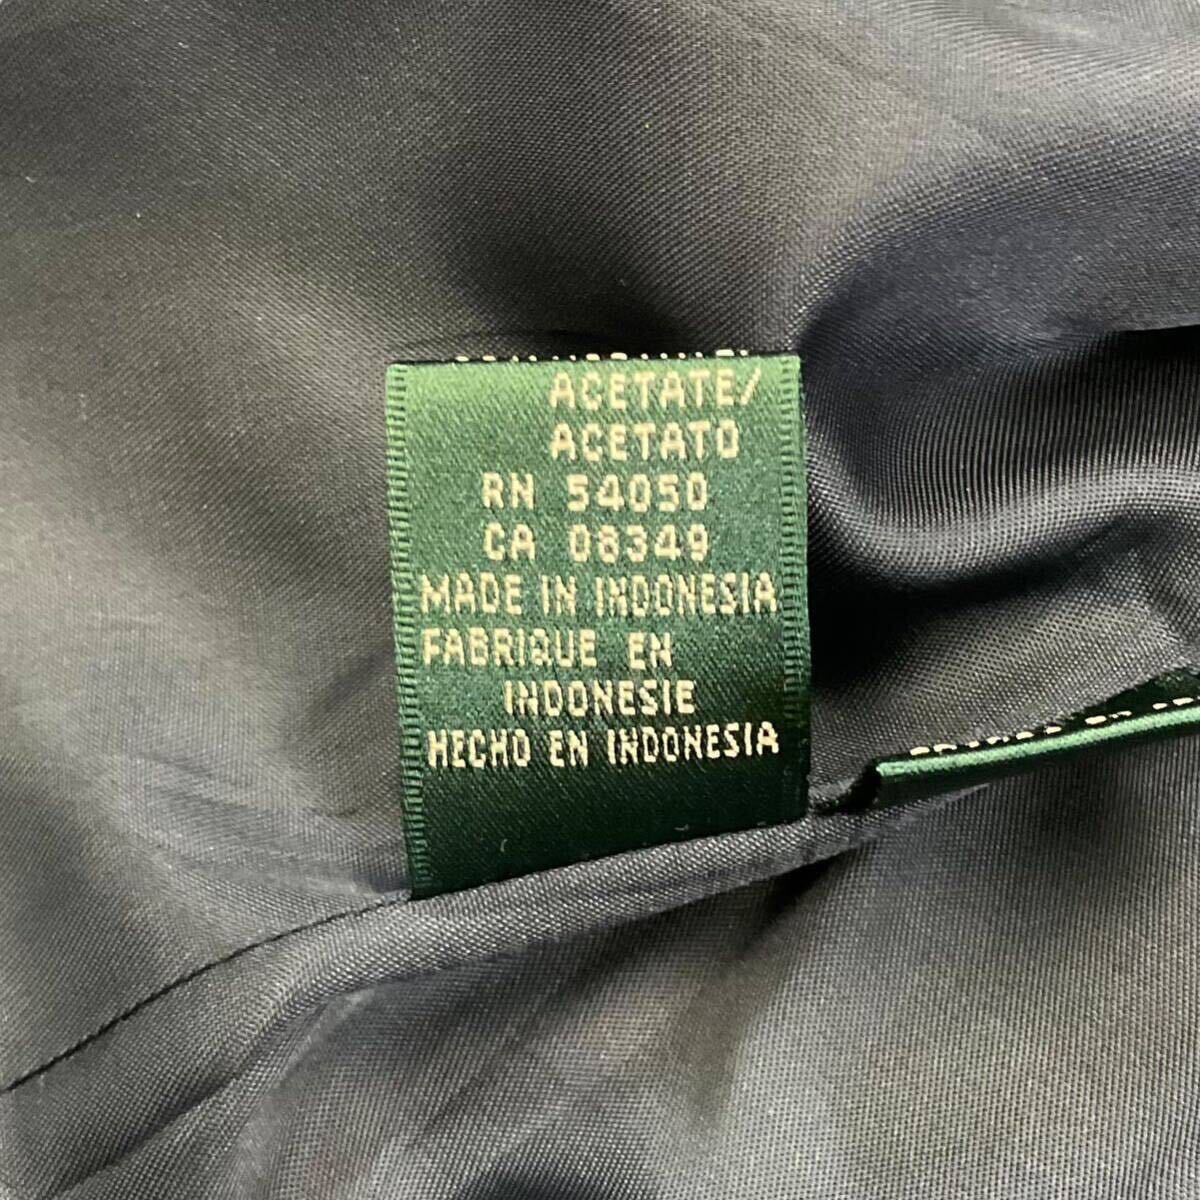 ACETATE/
ACETATO
RN 54050
CA 08349
MADE IN INDONESIA
FABRIQUE EN
INDONESIE
HECHO EN INDONESIA